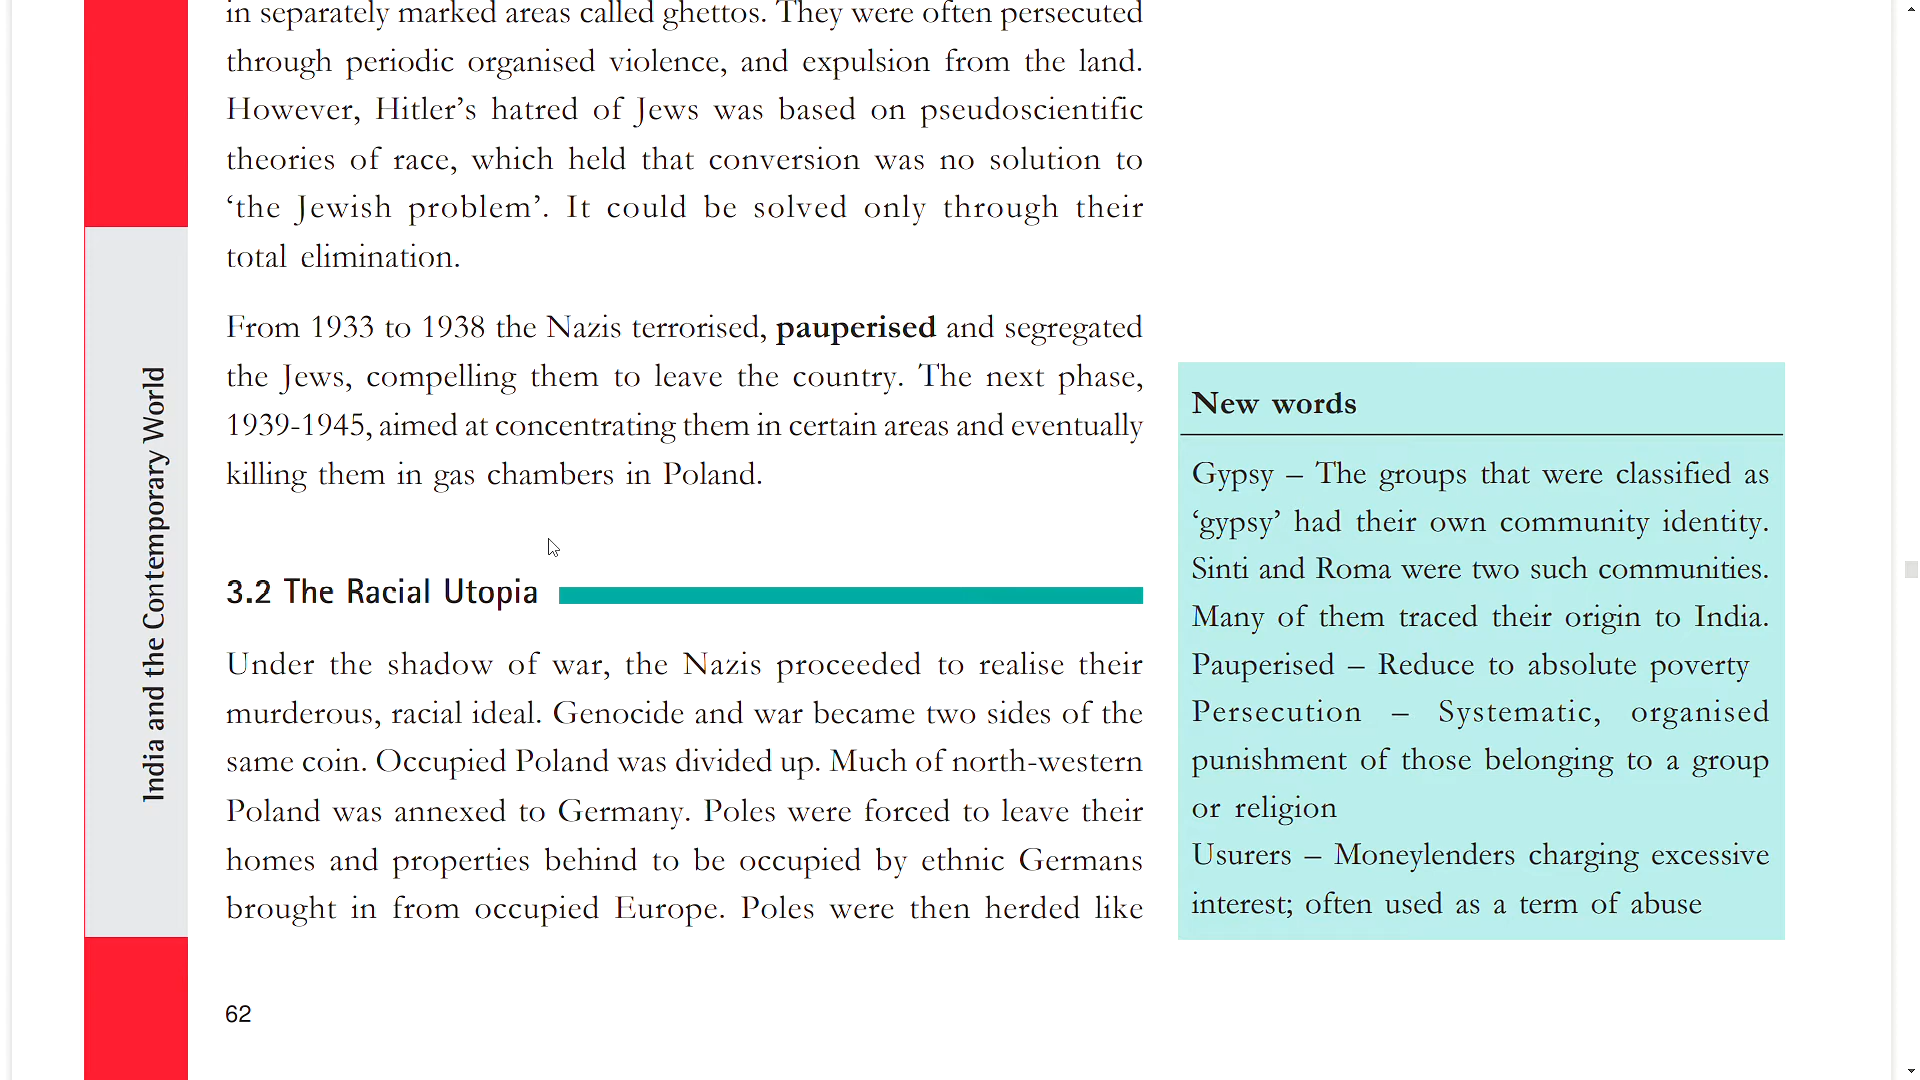 in separately marked areas called ghettos. They were often persecuted
through periodic organised violence, and expulsion from the land.
However, Hitler’s hatred of Jews was based on pseudoscientific
theories of race, which held that conversion was no solution to
‘the Jewish problem’. It could be solved only through their
total elimination.
From 1933 to 1938 the Nazis terrorised, pauperised and segregated
the Jews, compelling them to leave the country. The next phase,
1939-1945, aimed at concentrating them in certain areas and eventually
killing them in gas chambers in Poland.
3.2 The Racial Utopia
Under the shadow of war, the Nazis proceeded to realise their
murderous, racial ideal. Genocide and war became two sides of the
same coin. Occupied Poland was divided up. Much of north-western
Poland was annexed to Germany. Poles were forced to leave their
homes and properties behind to be occupied by ethnic Germans
brought in from occupied Europe. Poles were then herded like
New words
Gypsy – The groups that were classified as
‘gypsy’ had their own community identity.
Sinti and Roma were two such communities.
Many of them traced their origin to India.
Pauperised – Reduce to absolute poverty
Persecution – Systematic, organised
punishment of those belonging to a group
or religion
Usurers – Moneylenders charging excessive
interest; often used as a term of abuse
India and the Contemporary World
62